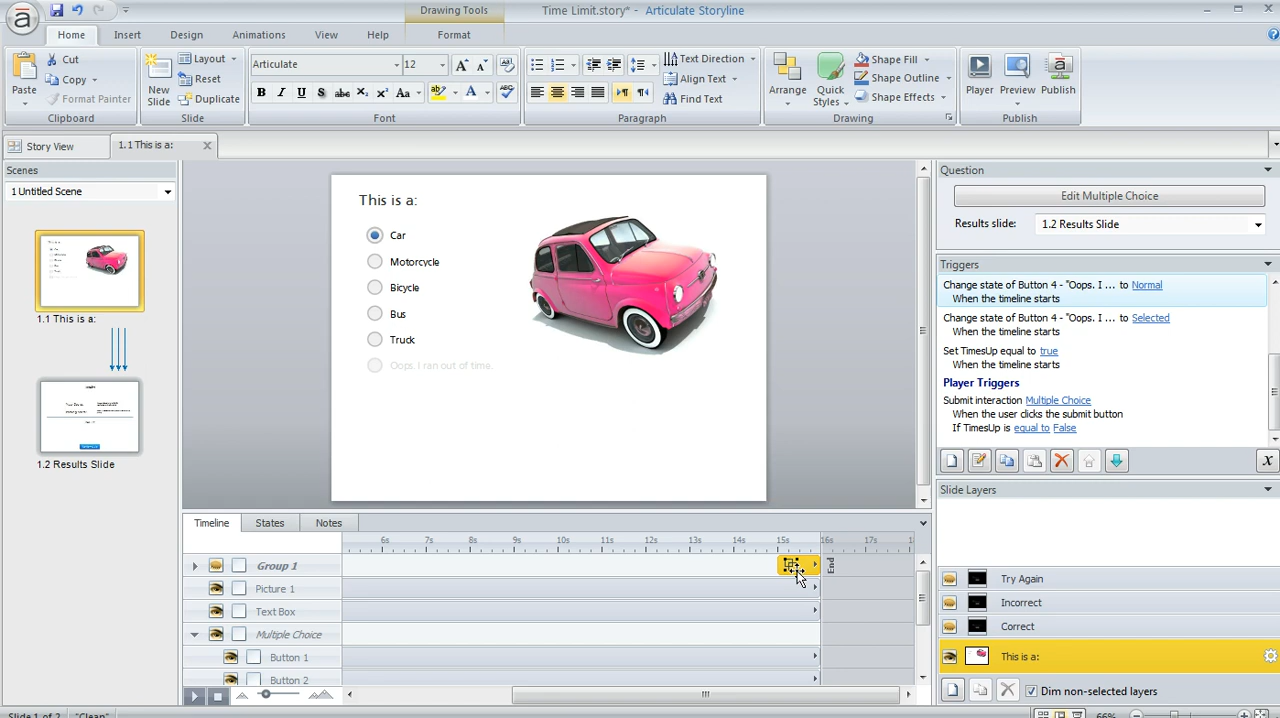 Drawing Tools
Time Limit.story* - Articulate Storyline
Home Insert Design Slides Animations View Help Format
Paste
Cut
Copy
Format Painter
Clipboard
New Slide
Layout
Reset
Duplicate
Slide
Articulate 12
B I U S abc X₂ X² Aa
Font
Text Direction
Align Text
Find Text
Paragraph
Arrange
Quick Styles
Shape Fill
Shape Outline
Shape Effects
Drawing
Player Preview Publish
Publish
Story View
1.1 This is a:
Scenes
1 Untitled Scene
1.1 This is a:
1.2 Results Slide
This is a:
Car
Motorcycle
Bicycle
Bus
Truck
Oops. I ran out of time.
Question
Edit Multiple Choice
Results slide: 1.2 Results Slide
Triggers
Change state of Button 4 - "Oops. I ... to Normal
When the timeline starts
Change state of Button 4 - "Oops. I ... to Selected
When the timeline starts
Set TimesUp equal to true
When the timeline starts
Player Triggers
Submit interaction Multiple Choice
When the user clicks the submit button
If TimesUp is equal to False
Slide Layers
Try Again
Incorrect
Correct
This is a:
Dim non-selected layers
Timeline States Notes
6s 7s 8s 9s 10s 11s 12s 13s 14s 15s 16s 17s
Group 1
End
Picture 1
Text Box
Multiple Choice
Button 1
Button 2
Slide 1 of 2 "Clean" 66%